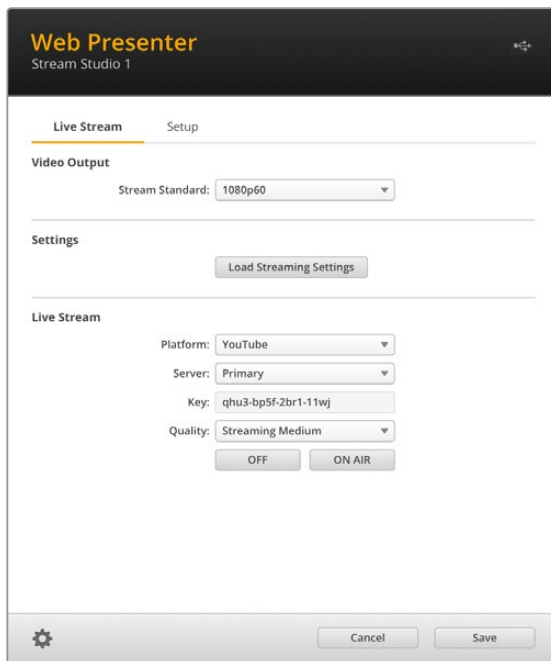 Web Presenter
Stream Studio 1
Live Stream Setup
Video Output
Stream Standard: 1080p60
Settings
Load Streaming Settings
Live Stream
Platform: YouTube
Server: Primary
Key: qhu3-bp5f-2br1-11wj
Quality: Streaming Medium
OFF ON AIR
Cancel Save